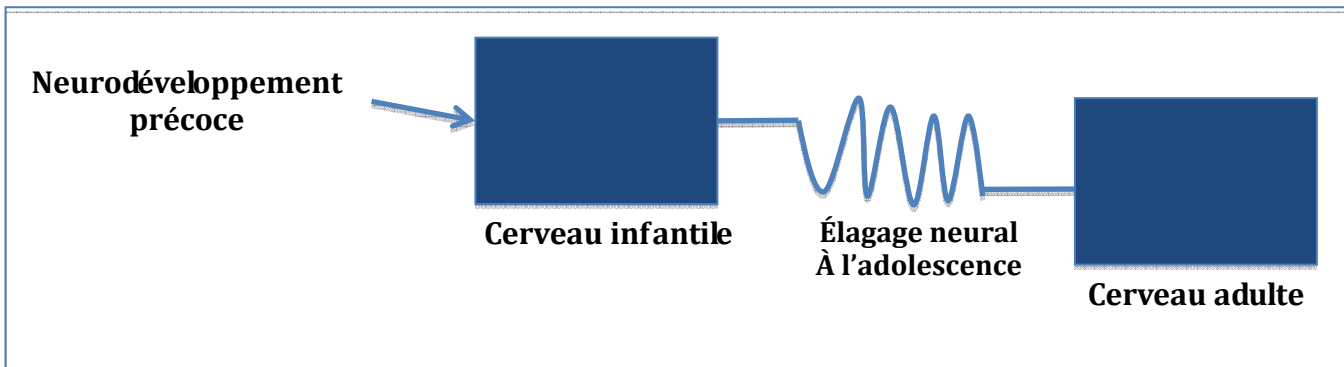 Neurodéveloppement
précoce
Cerveau infantile
Élagage neural
À l'adolescence
Cerveau adulte